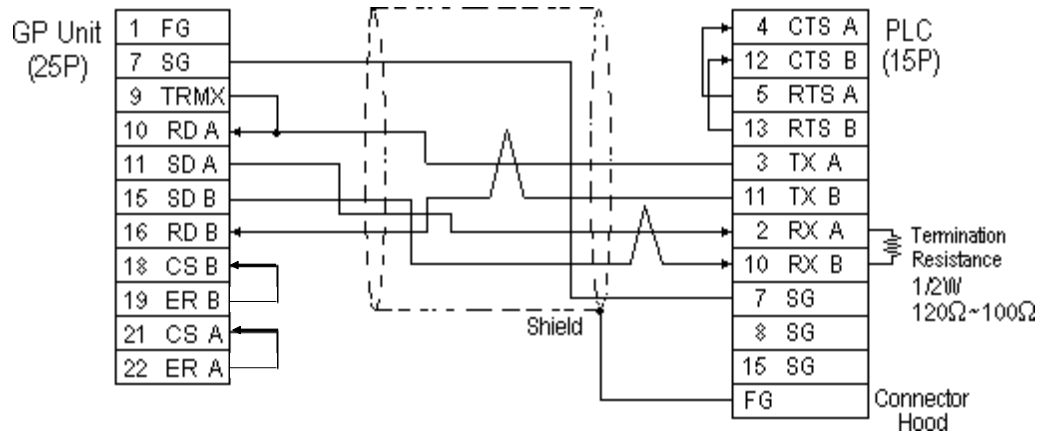 GP Unit
(25P)
1 FG
7 SG
9 TRMX
10 RD A
11 SD A
15 SD B
16 RD B
18 CS B
19 ER B
21 CS A
22 ER A
Shield
4 CTS A
12 CTS B
5 RTS A
13 RTS B
3 TX A
11 TX B
2 RX A
10 RX B
7 SG
8 SG
15 SG
FG
PLC
(15P)
Termination
Resistance
1/2W
120Ω~100Ω
Connector
Hood